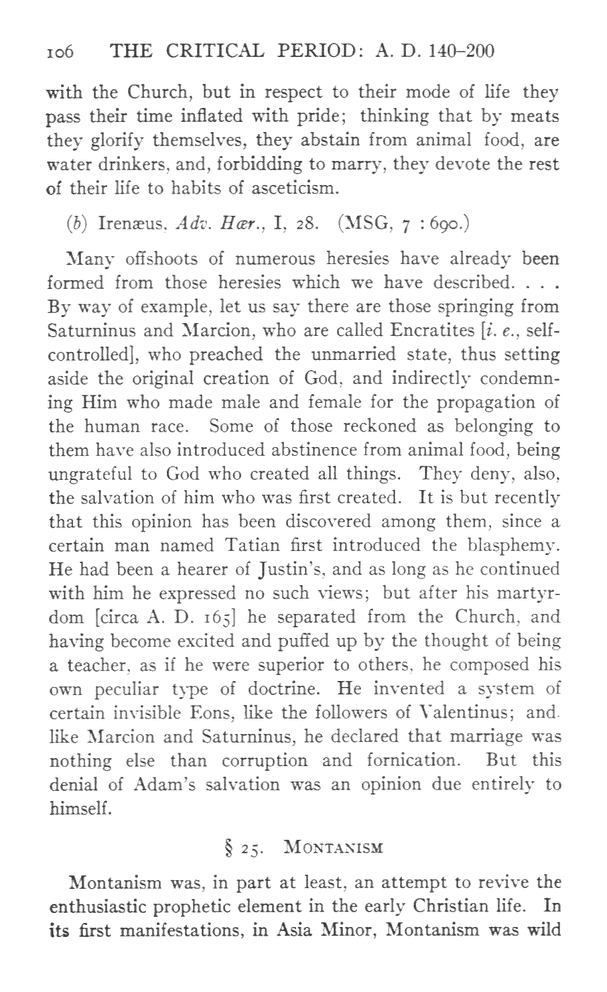 106 THE CRITICAL PERIOD: A. D. 140–200
with the Church, but in respect to their mode of life they
pass their time inflated with pride; thinking that by meats
they glorify themselves, they abstain from animal food, are
water drinkers, and, forbidding to marry, they devote the rest
of their life to habits of asceticism.
(b) Irenæus, Adv. Hær., I, 28. (MSG, 7 : 690.)
Many offshoots of numerous heresies have already been
formed from those heresies which we have described. . . .
By way of example, let us say there are those springing from
Saturninus and Marcion, who are called Encratites [i. e., self-
controlled], who preached the unmarried state, thus setting
aside the original creation of God, and indirectly condemn-
ing Him who made male and female for the propagation of
the human race. Some of those reckoned as belonging to
them have also introduced abstinence from animal food, being
ungrateful to God who created all things. They deny, also,
the salvation of him who was first created. It is but recently
that this opinion has been discovered among them, since a
certain man named Tatian first introduced the blasphemy.
He had been a hearer of Justin's, and as long as he continued
with him he expressed no such views; but after his martyr-
dom [circa A. D. 165] he separated from the Church, and
having become excited and puffed up by the thought of being
a teacher, as if he were superior to others, he composed his
own peculiar type of doctrine. He invented a system of
certain invisible Eons, like the followers of Valentinus; and
like Marcion and Saturninus, he declared that marriage was
nothing else than corruption and fornication. But this
denial of Adam's salvation was an opinion due entirely to
himself.
§ 25. MONTANISM
Montanism was, in part at least, an attempt to revive the
enthusiastic prophetic element in the early Christian life. In
its first manifestations, in Asia Minor, Montanism was wild